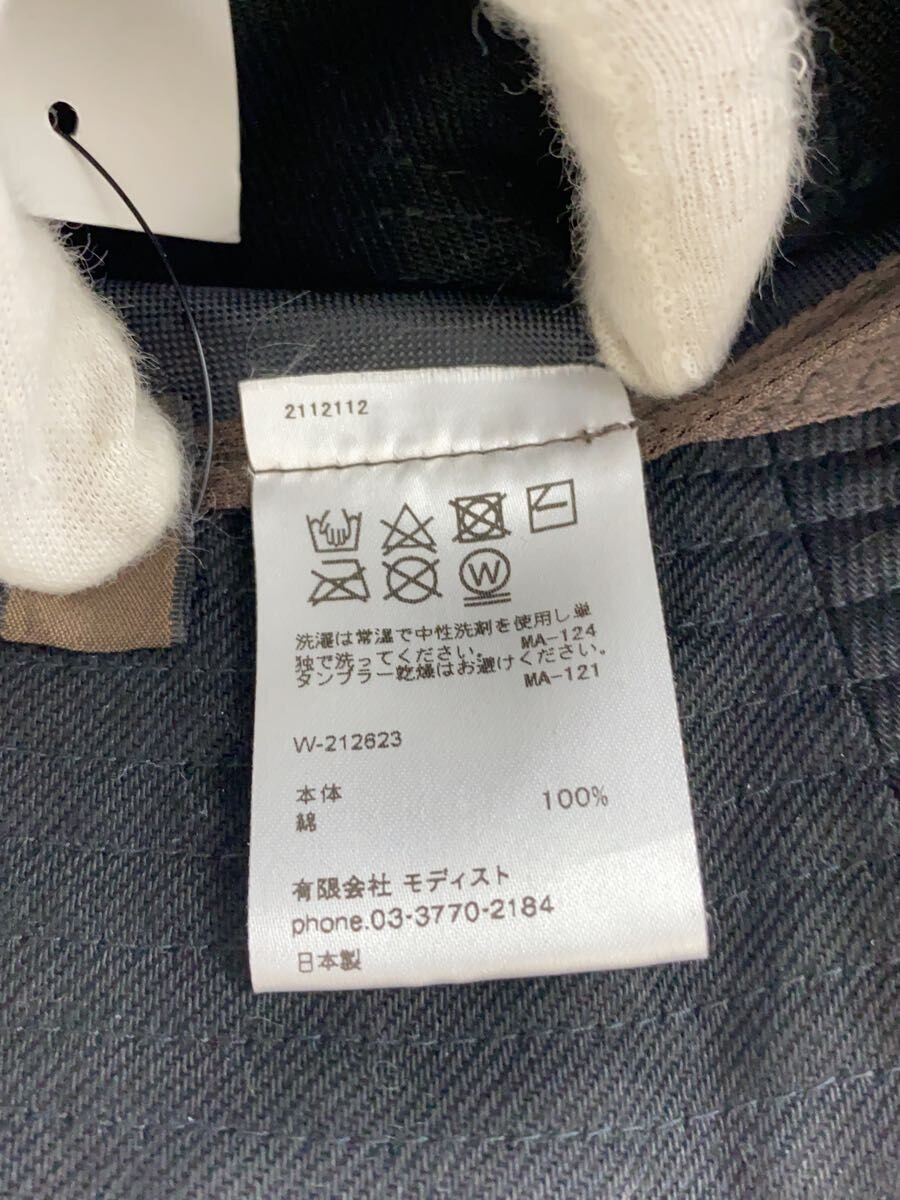 2112112
W
洗濯は常温で中性洗剤を使用し単
独で洗ってください。 MA-124
タンブラー乾燥はお避けください。
MA-121
W-212623
本体
綿 100%
有限会社 モディスト
phone.03-3770-2184
日本製